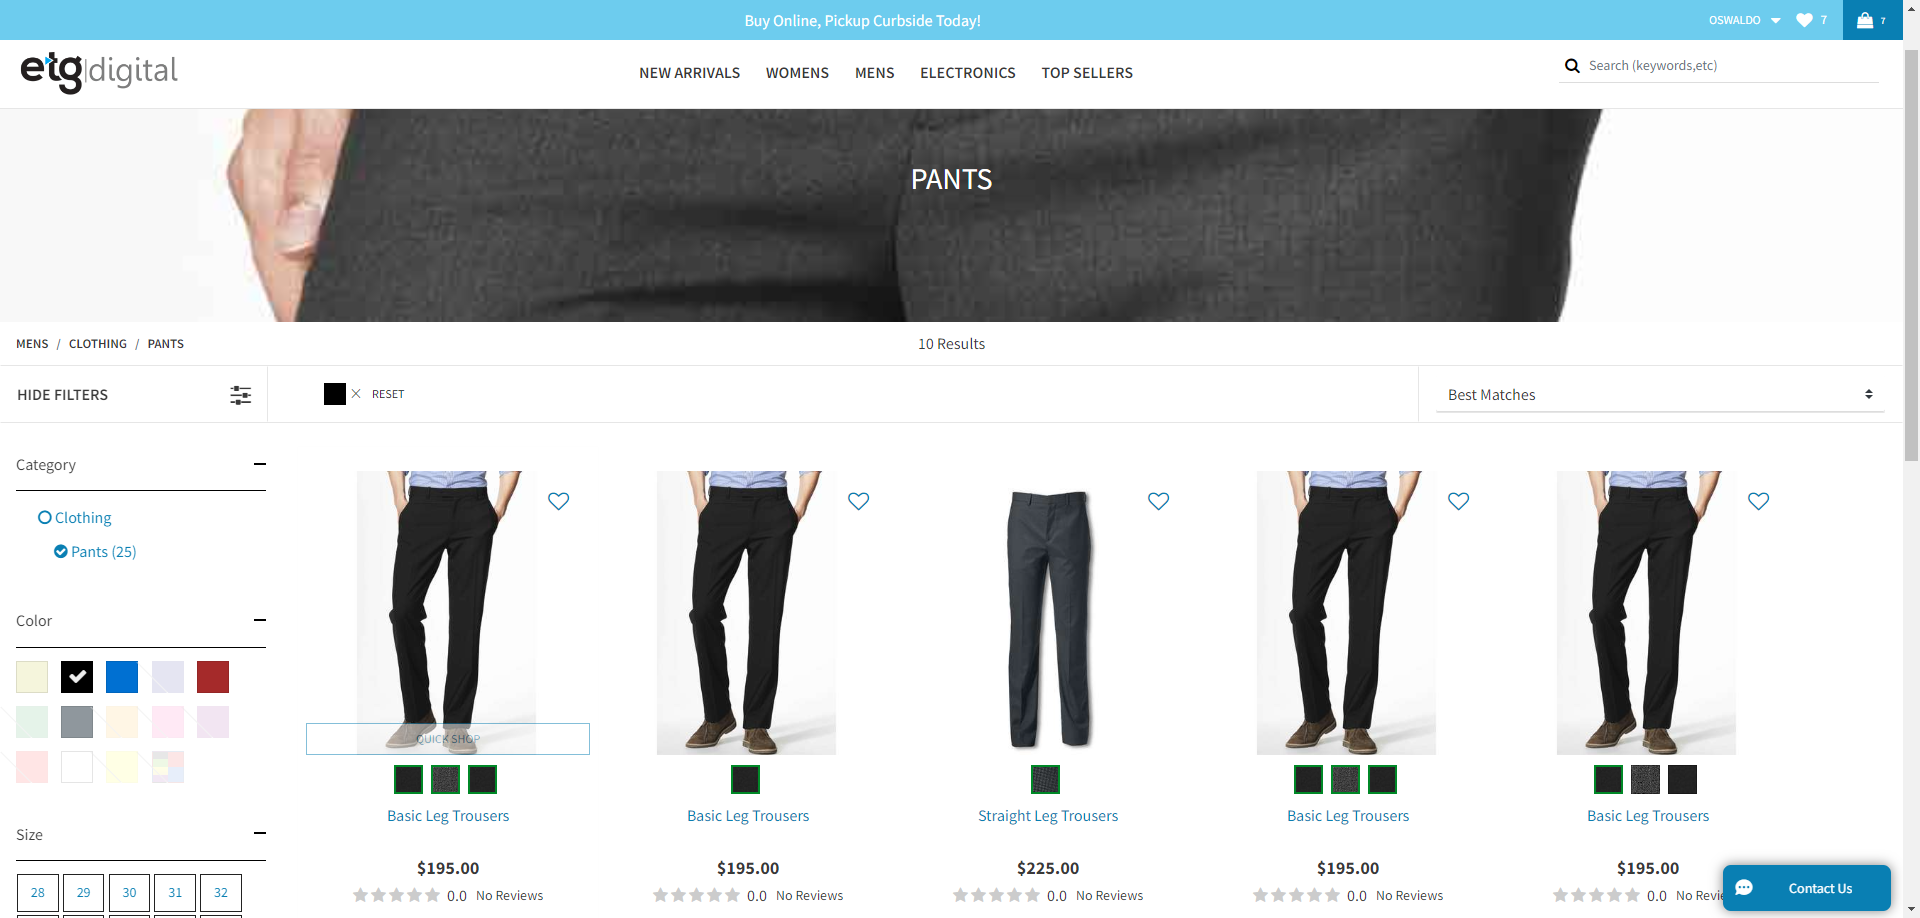 Buy Online, Pickup Curbside Today!
OSWALDO 7 7
etg|digital
NEW ARRIVALS WOMENS MENS ELECTRONICS TOP SELLERS
Search (keywords,etc)
PANTS
MENS / CLOTHING / PANTS
10 Results
HIDE FILTERS
RESET
Best Matches
Category
Clothing
Pants (25)
Color
Size
28 29 30 31 32
QUICK SHOP
Basic Leg Trousers
$195.00
0.0 No Reviews
Basic Leg Trousers
$195.00
0.0 No Reviews
Straight Leg Trousers
$225.00
0.0 No Reviews
Basic Leg Trousers
$195.00
0.0 No Reviews
Basic Leg Trousers
$195.00
0.0 No Revie
Contact Us